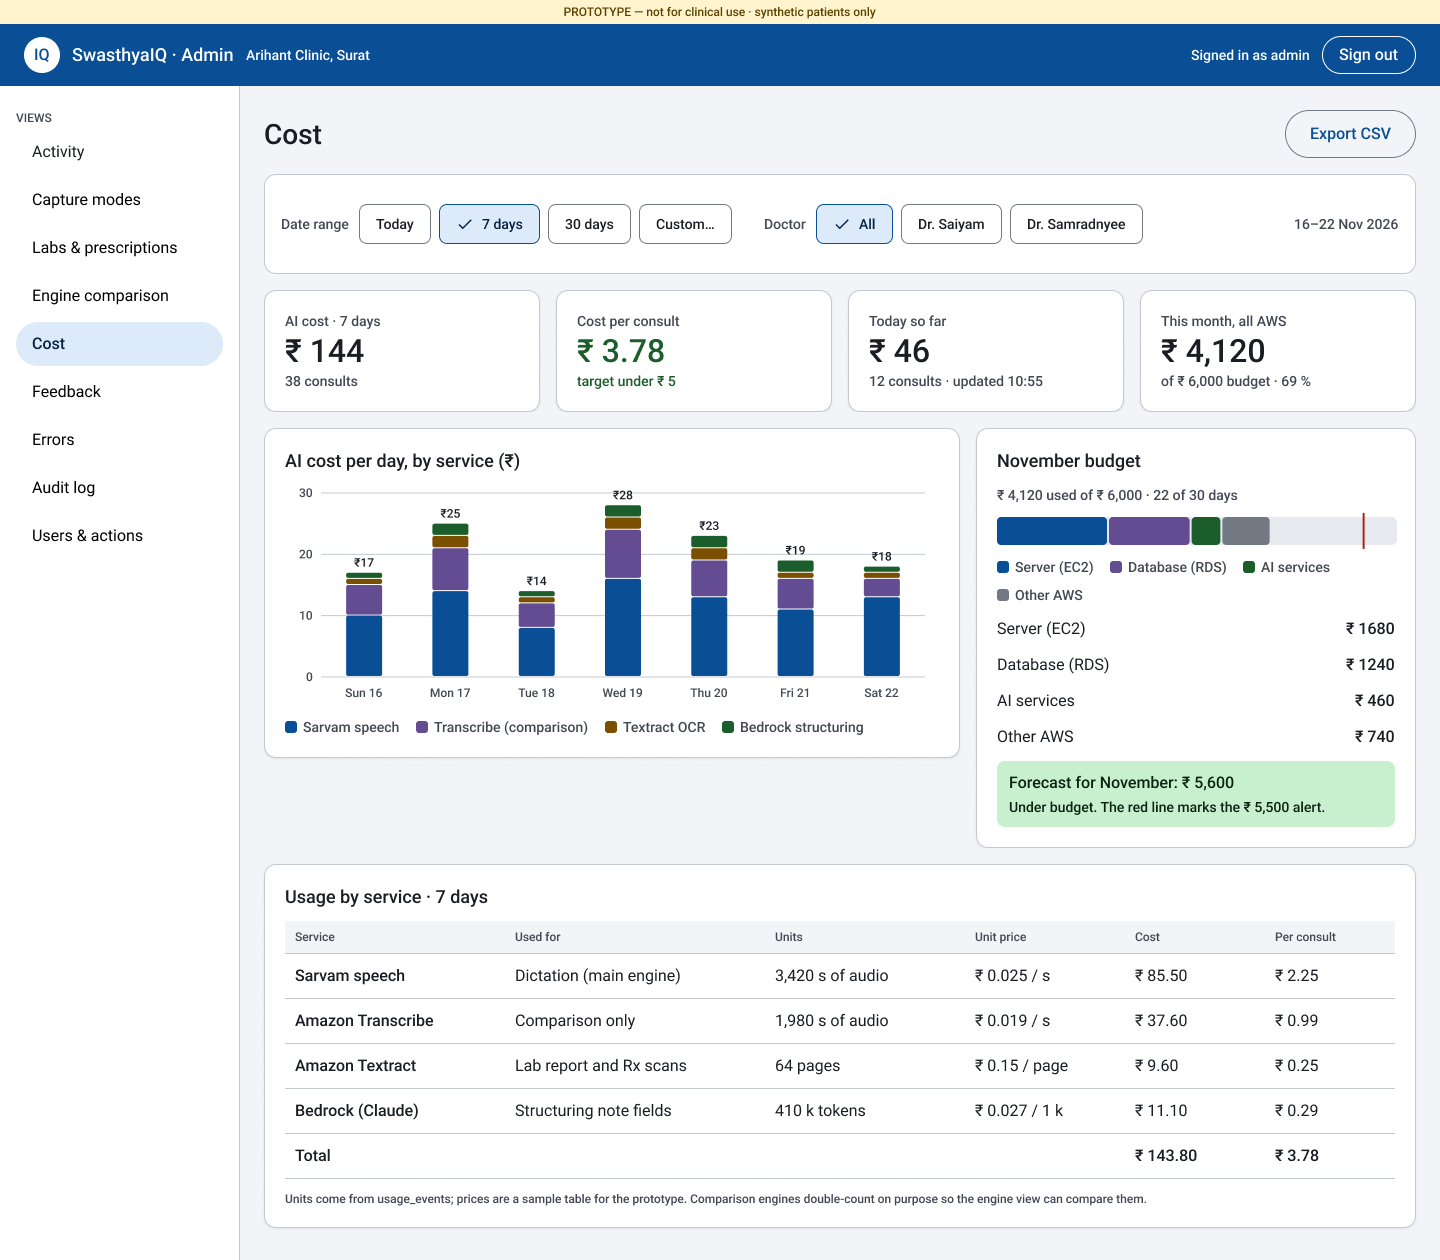 PROTOTYPE — not for clinical use · synthetic patients only
IQ SwasthyaIQ · Admin Arihant Clinic, Surat Signed in as admin Sign out
VIEWS
Activity
Capture modes
Labs & prescriptions
Engine comparison
Cost
Feedback
Errors
Audit log
Users & actions
Cost
Export CSV
Date range Today 7 days 30 days Custom... Doctor All Dr. Saiyam Dr. Samradnyee 16–22 Nov 2026
AI cost · 7 days
₹ 144
38 consults
Cost per consult
₹ 3.78
target under ₹ 5
Today so far
₹ 46
12 consults · updated 10:55
This month, all AWS
₹ 4,120
of ₹ 6,000 budget · 69 %
AI cost per day, by service (₹)
30
20
10
0
₹17
₹25
₹14
₹28
₹23
₹19
₹18
Sun 16 Mon 17 Tue 18 Wed 19 Thu 20 Fri 21 Sat 22
Sarvam speech Transcribe (comparison) Textract OCR Bedrock structuring
November budget
₹ 4,120 used of ₹ 6,000 · 22 of 30 days
Server (EC2) Database (RDS) AI services
Other AWS
Server (EC2) ₹ 1680
Database (RDS) ₹ 1240
AI services ₹ 460
Other AWS ₹ 740
Forecast for November: ₹ 5,600
Under budget. The red line marks the ₹ 5,500 alert.
Usage by service · 7 days
Service Used for Units Unit price Cost Per consult
Sarvam speech Dictation (main engine) 3,420 s of audio ₹ 0.025 / s ₹ 85.50 ₹ 2.25
Amazon Transcribe Comparison only 1,980 s of audio ₹ 0.019 / s ₹ 37.60 ₹ 0.99
Amazon Textract Lab report and Rx scans 64 pages ₹ 0.15 / page ₹ 9.60 ₹ 0.25
Bedrock (Claude) Structuring note fields 410 k tokens ₹ 0.027 / 1 k ₹ 11.10 ₹ 0.29
Total ₹ 143.80 ₹ 3.78
Units come from usage_events; prices are a sample table for the prototype. Comparison engines double-count on purpose so the engine view can compare them.